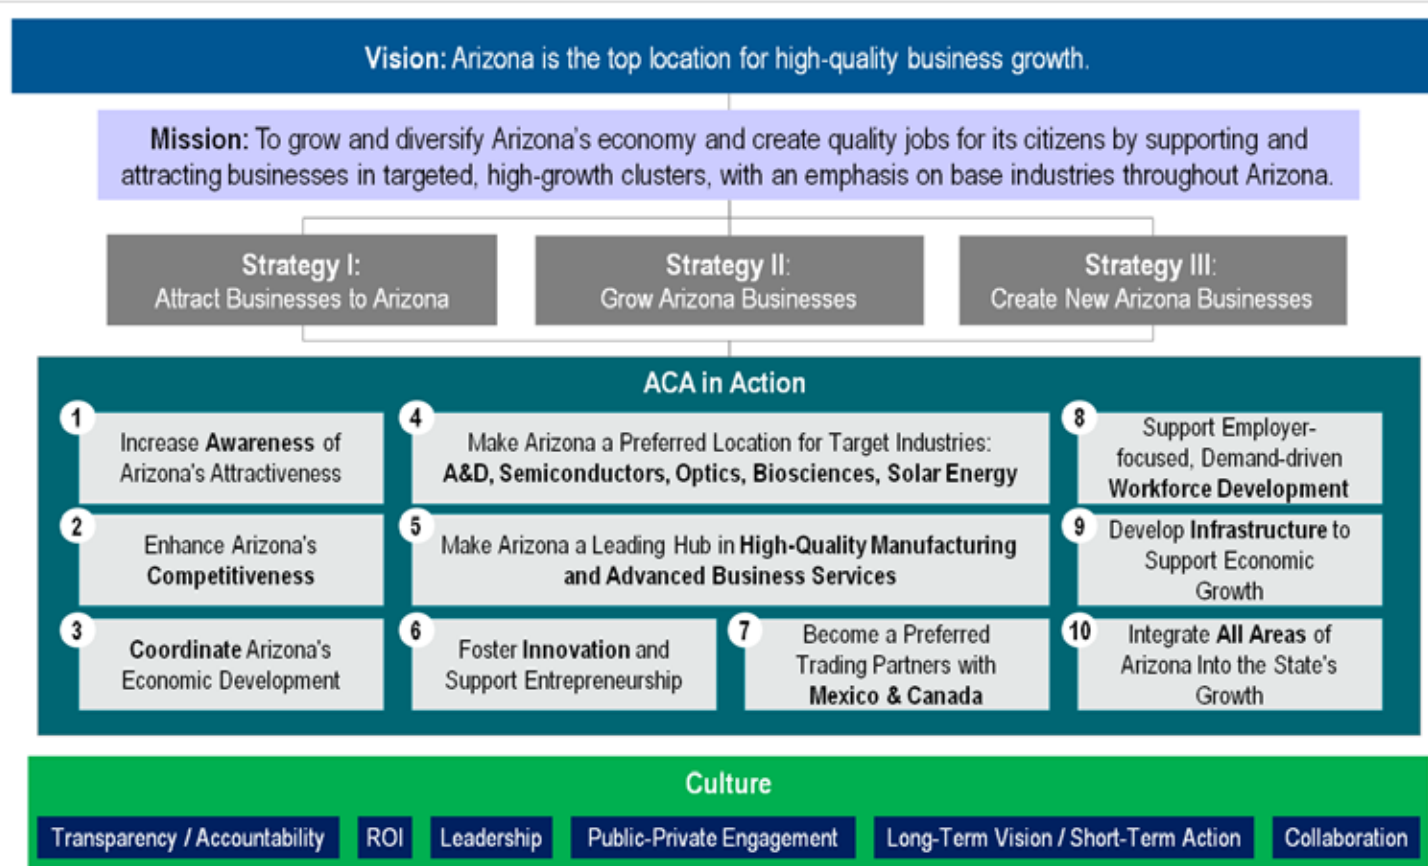 Vision: Arizona is the top location for high-quality business growth.
Mission: To grow and diversify Arizona's economy and create quality jobs for its citizens by supporting and
attracting businesses in targeted, high-growth clusters, with an emphasis on base industries throughout Arizona.
Strategy I:
Attract Businesses to Arizona
Strategy II:
Grow Arizona Businesses
Strategy III:
Create New Arizona Businesses
ACA in Action
1
Increase Awareness of
Arizona's Attractiveness
2
Enhance Arizona's
Competitiveness
3
Coordinate Arizona's
Economic Development
4
Make Arizona a Preferred Location for Target Industries:
A&D, Semiconductors, Optics, Biosciences, Solar Energy
5
Make Arizona a Leading Hub in High-Quality Manufacturing
and Advanced Business Services
6
Foster Innovation and
Support Entrepreneurship
7
Become a Preferred
Trading Partners with
Mexico & Canada
8
Support Employer-
focused, Demand-driven
Workforce Development
9
Develop Infrastructure to
Support Economic
Growth
10
Integrate All Areas of
Arizona Into the State's
Growth
Culture
Transparency / Accountability
ROI
Leadership
Public-Private Engagement
Long-Term Vision / Short-Term Action
Collaboration